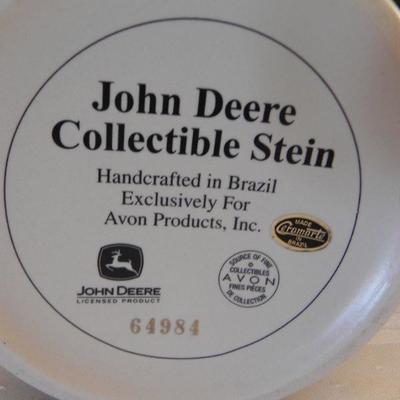 John Deere
Collectible Stein
Handcrafted in Brazil
Exclusively For
Avon Products, Inc.
MADE
Ceramarte
IN
BRAZIL
JOHN DEERE
LICENSED PRODUCT
SOURCE OF FINE
COLLECTIBLES
AVON
FINES PIÈCES
DE COLLECTION
64984